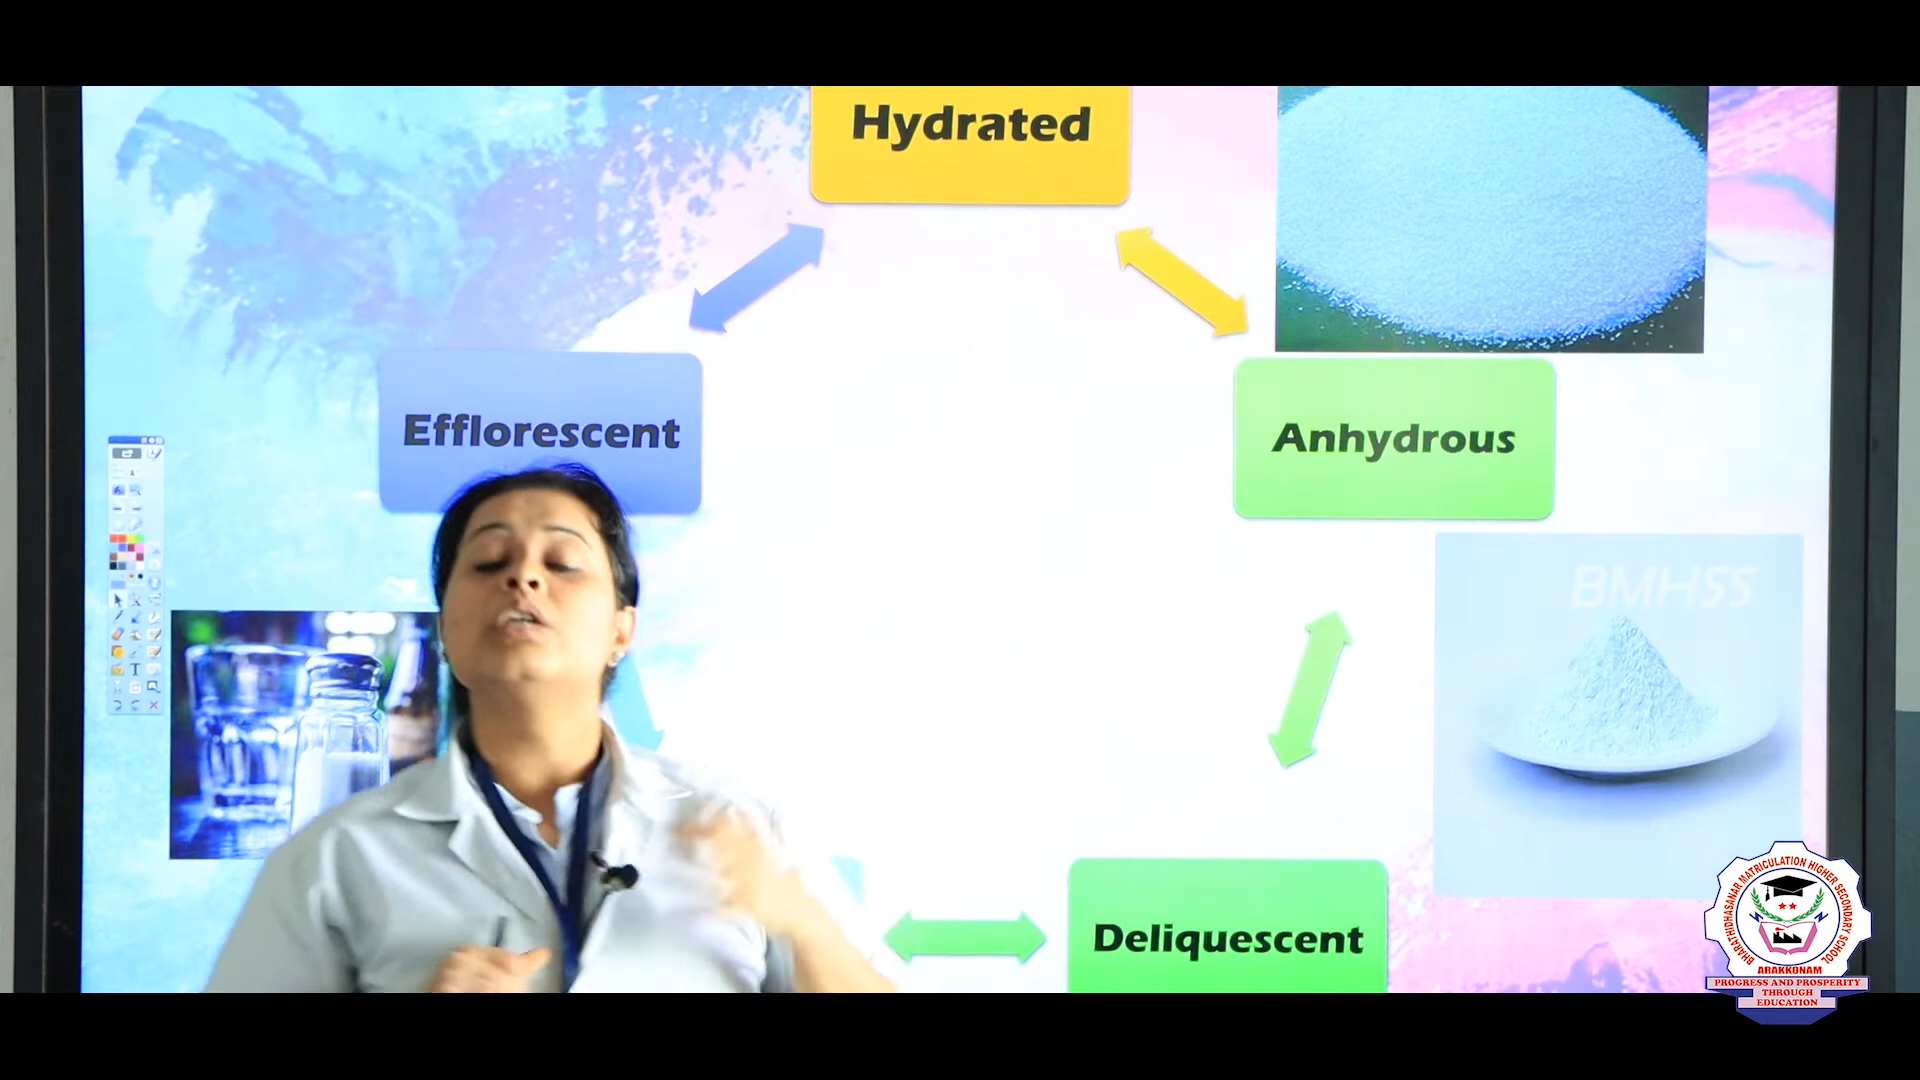 Hydrated
Efflorescent
Anhydrous
BMHSS
Deliquescent
BHARATHIDHASANAR MATRICULATION HIGHER SECONDARY SCHOOL
ARAKKONAM
PROGRESS AND PROSPERITY
THROUGH
EDUCATION